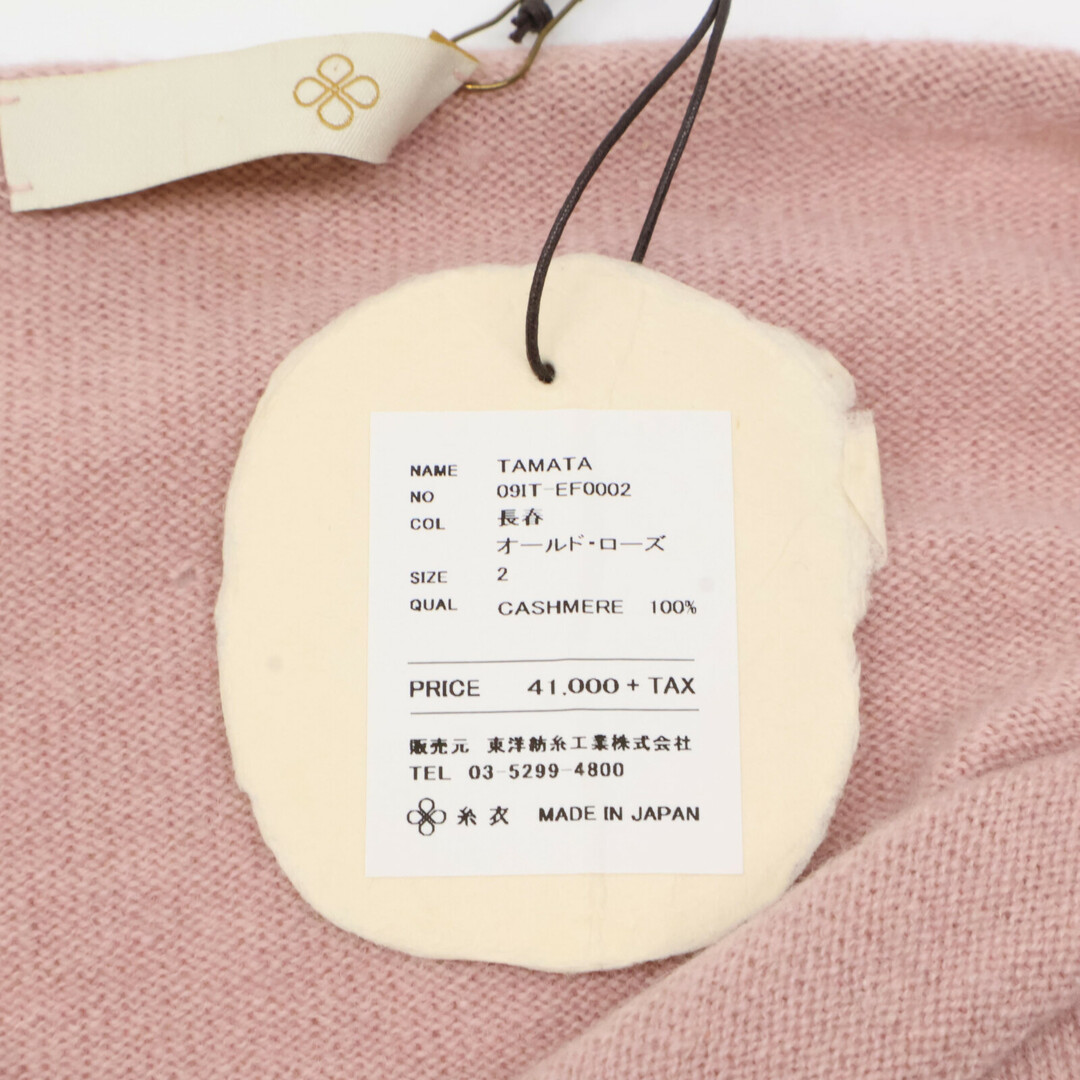 NAME TAMATA
NO 09IT-EF0002
COL 長春
オールド・ローズ
SIZE 2
QUAL CASHMERE 100%
PRICE 41.000 + TAX
販売元 東洋紡糸工業株式会社
TEL 03-5299-4800
糸衣 MADE IN JAPAN